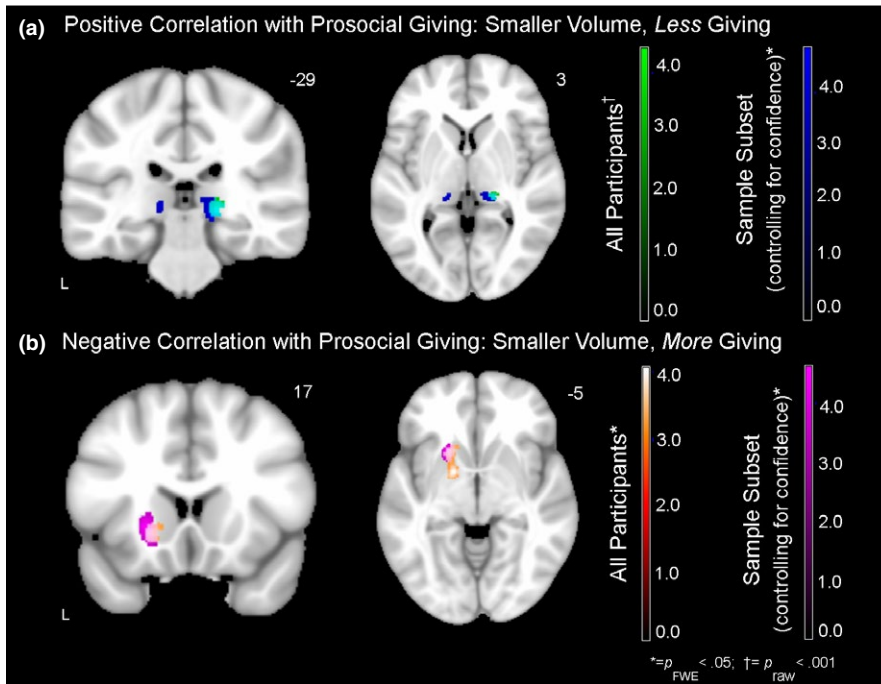 (a) Positive Correlation with Prosocial Giving: Smaller Volume, Less Giving
-29
3
L
All Participants†
4.0
3.0
2.0
1.0
0.0
Sample Subset
(controlling for confidence)*
4.0
3.0
2.0
1.0
0.0
(b) Negative Correlation with Prosocial Giving: Smaller Volume, More Giving
17
-5
L
All Participants*
4.0
3.0
2.0
1.0
0.0
Sample Subset
(controlling for confidence)*
4.0
3.0
2.0
1.0
0.0
*=pFWE < .05; †= praw < .001